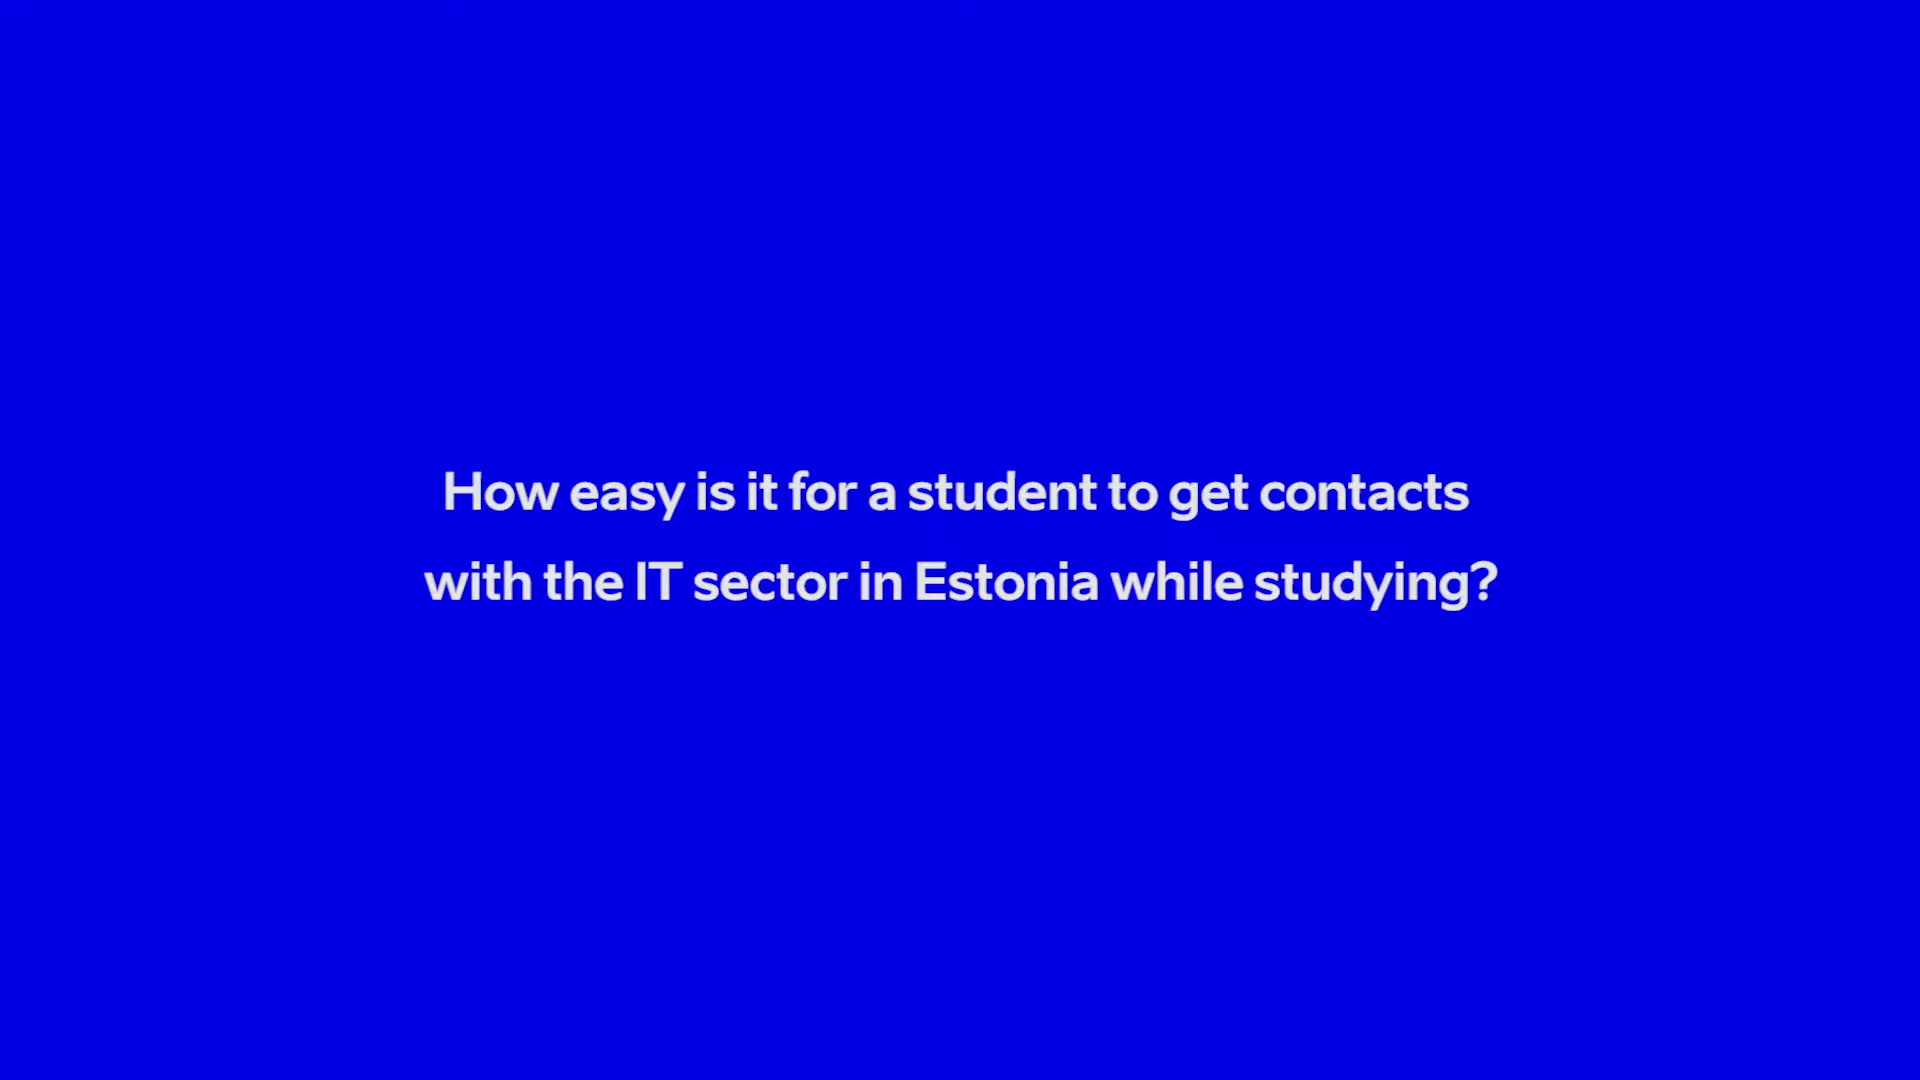 How easy is it for a student to get contacts
with the IT sector in Estonia while studying?